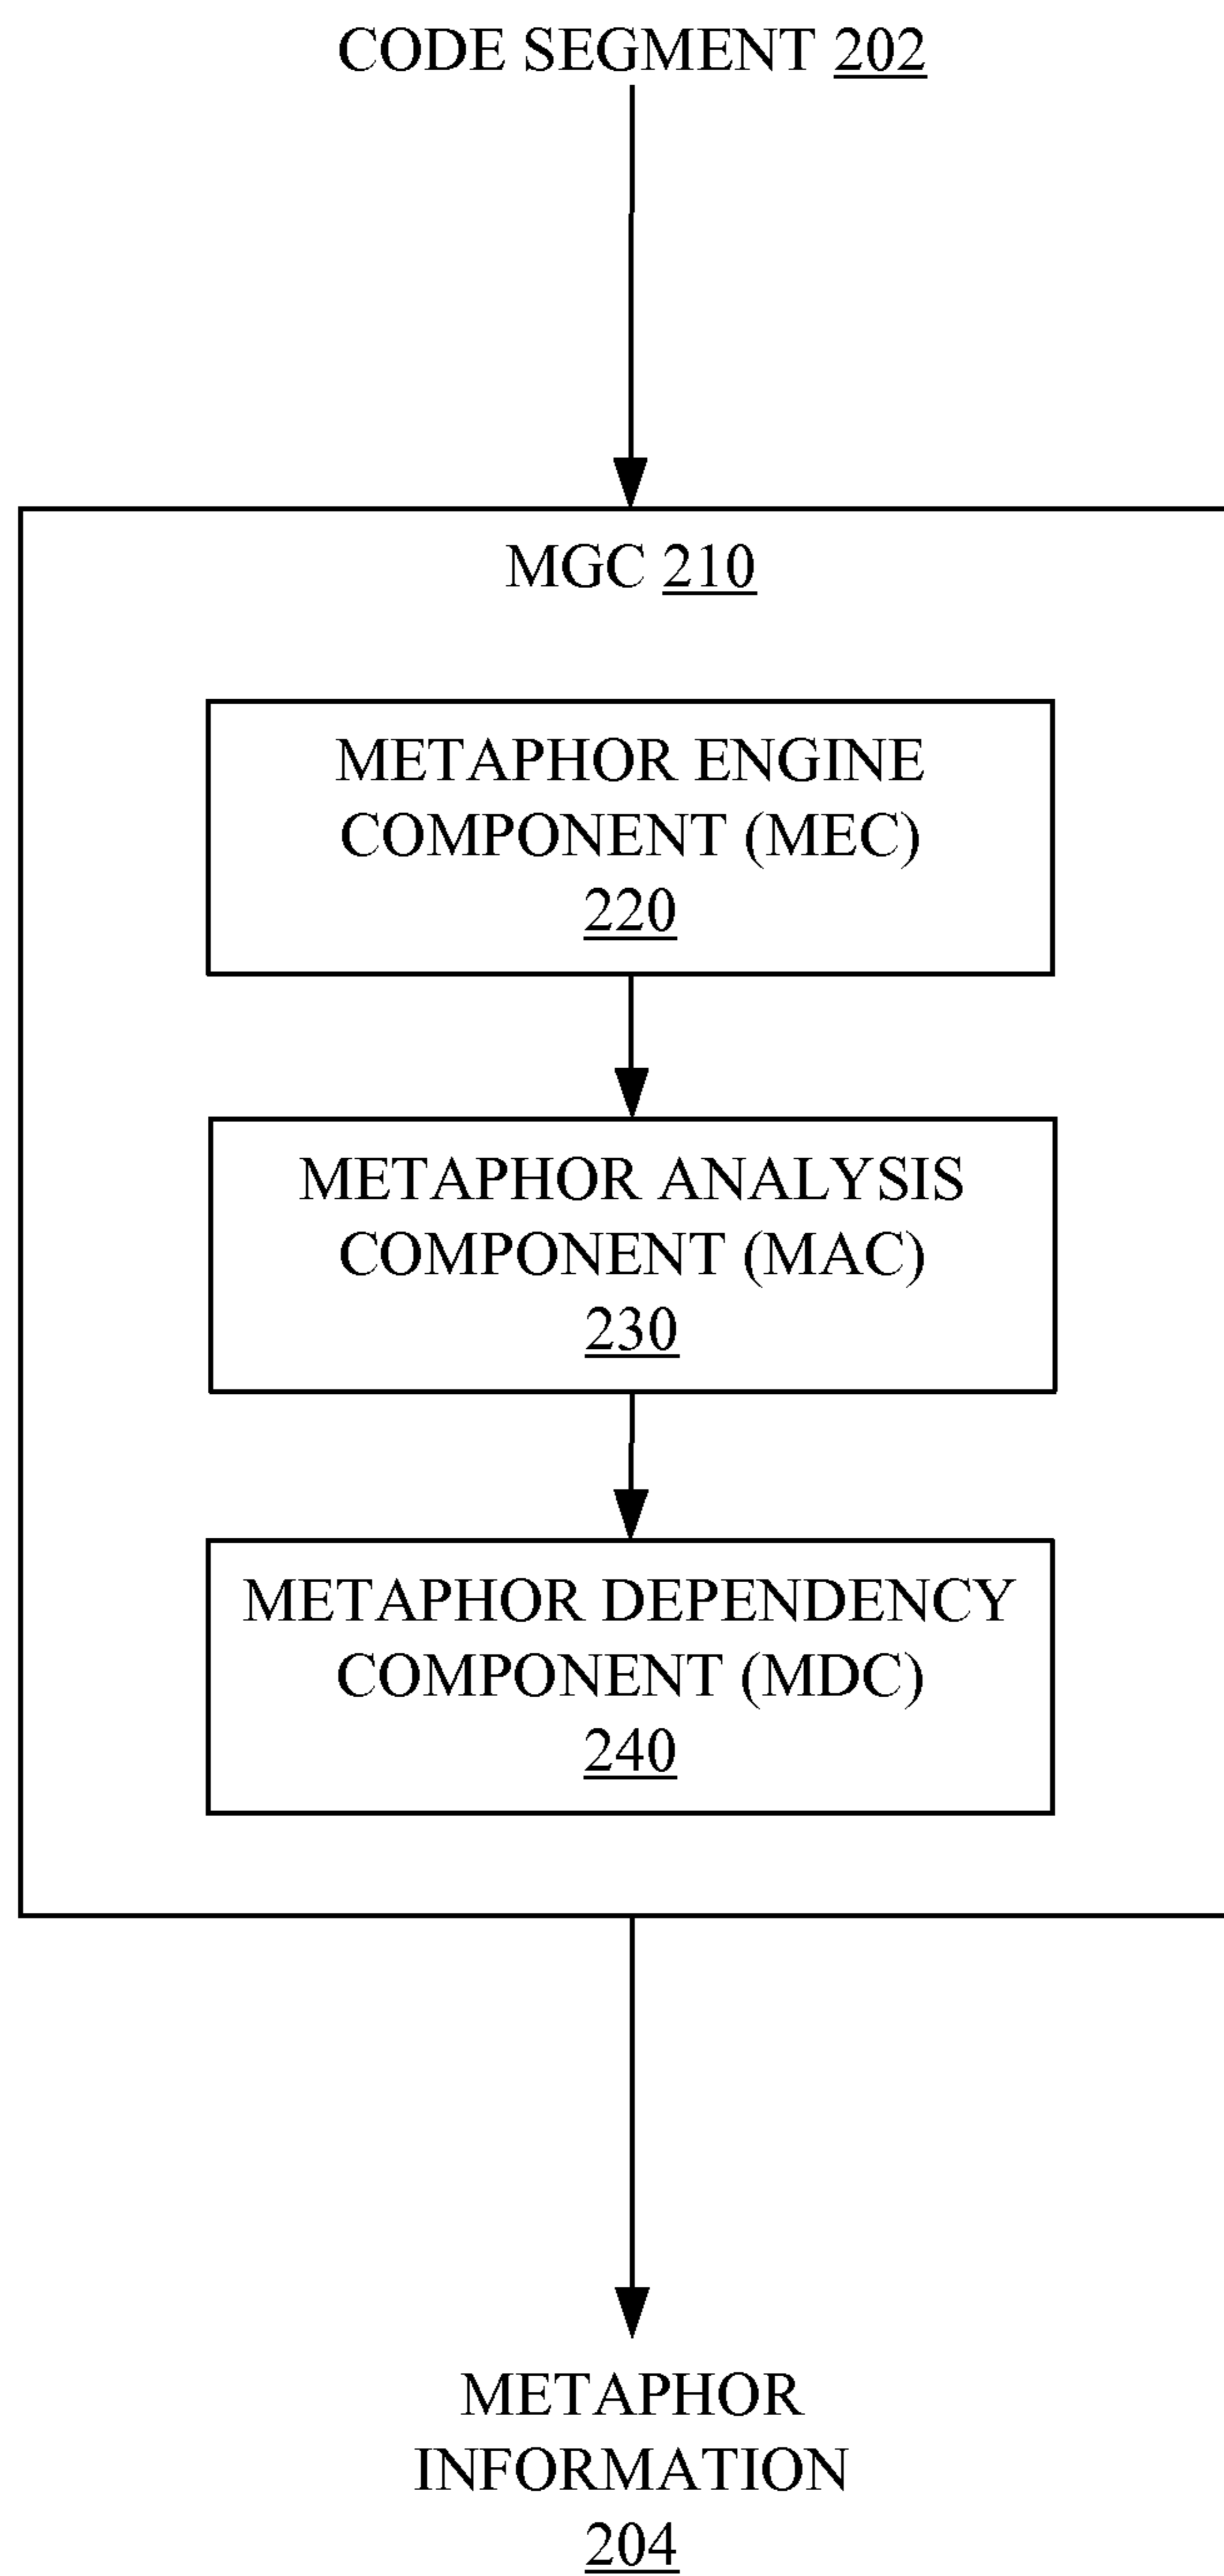 CODE SEGMENT 202
MGC 210
METAPHOR ENGINE
COMPONENT (MEC)
220
METAPHOR ANALYSIS
COMPONENT (MAC)
230
METAPHOR DEPENDENCY
COMPONENT (MDC)
240
METAPHOR
INFORMATION
204